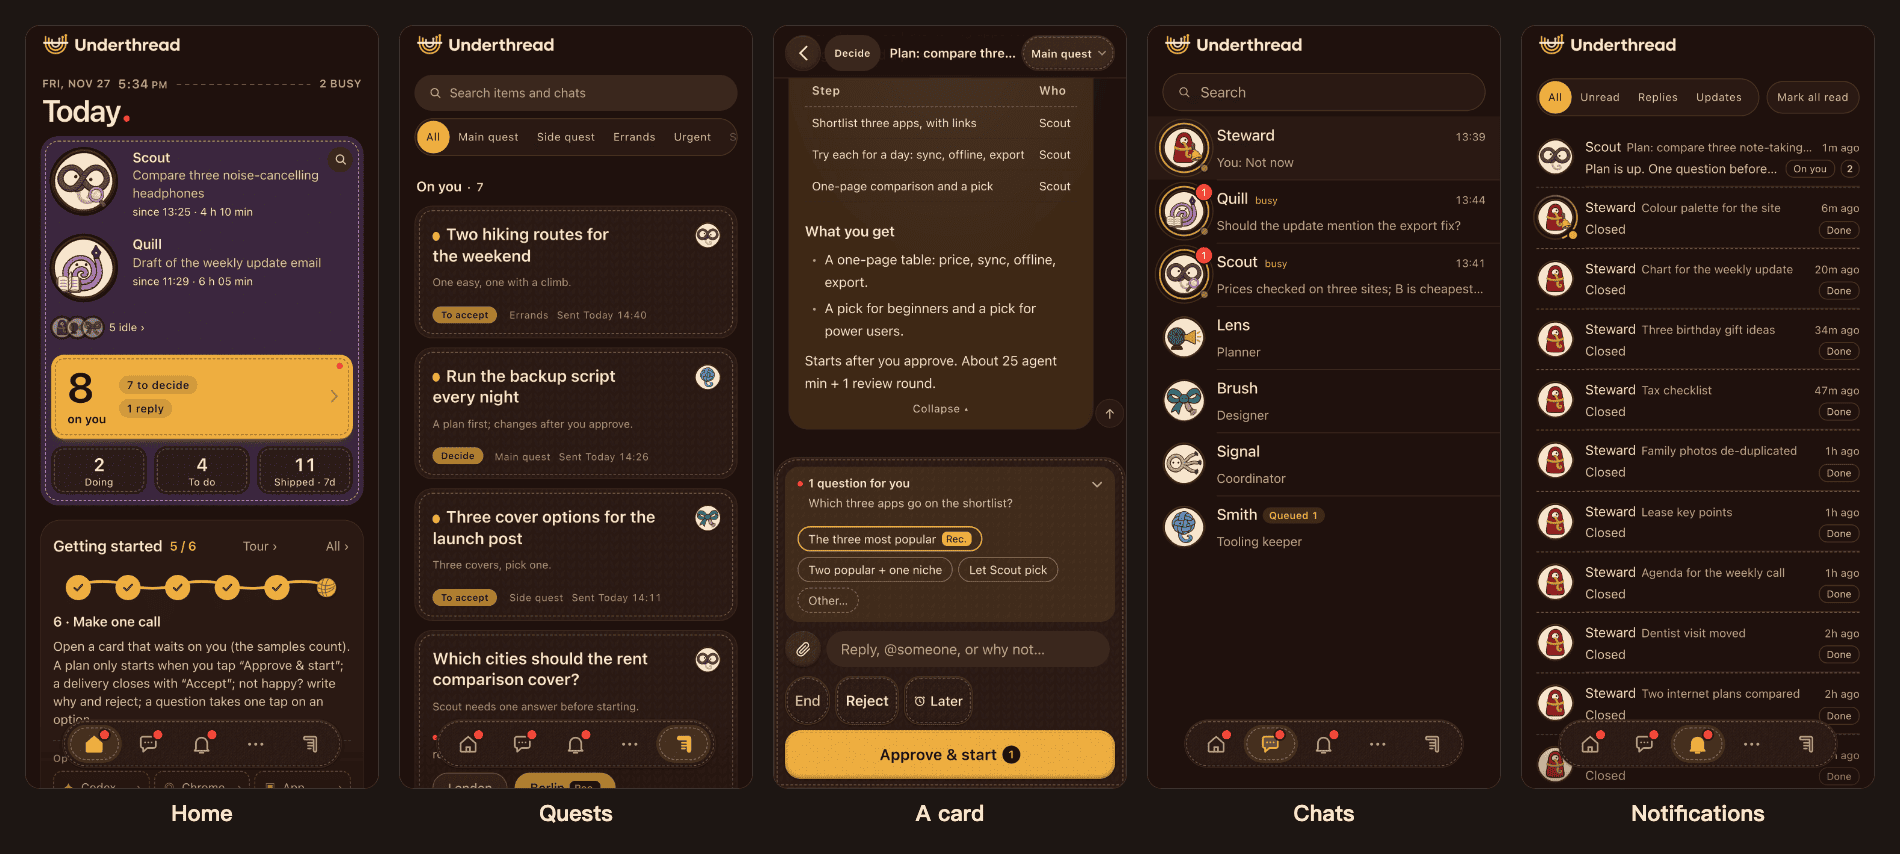 Underthread
FRI, NOV 27 5:34 PM
2 BUSY
Today.
Scout
Compare three noise-cancelling
headphones
since 13:25 · 4 h 10 min
Quill
Draft of the weekly update email
since 11:29 · 6 h 05 min
5 idle ›
8
on you
7 to decide
1 reply
2
Doing
4
To do
11
Shipped · 7d
Getting started 5 / 6
Tour ›
All ›
6 · Make one call
Open a card that waits on you (the samples count).
A plan only starts when you tap “Approve & start”;
a delivery closes with “Accept”; not happy? write
why and reject; a question takes one tap on an
option.
Op
Codex
Chrome
App
Home
Underthread
Search items and chats
All
Main quest
Side quest
Errands
Urgent
S
On you · 7
Two hiking routes for
the weekend
One easy, one with a climb.
To accept Errands Sent Today 14:40
Run the backup script
every night
A plan first; changes after you approve.
Decide Main quest Sent Today 14:26
Three cover options for the
launch post
Three covers, pick one.
To accept Side quest Sent Today 14:11
Which cities should the rent
comparison cover?
Scout needs one answer before starting.
London
Berlin Rec.
Quests
Decide
Plan: compare thre...
Main quest
Step Who
Shortlist three apps, with links Scout
Try each for a day: sync, offline, export Scout
One-page comparison and a pick Scout
What you get
• A one-page table: price, sync, offline,
export.
• A pick for beginners and a pick for
power users.
Starts after you approve. About 25 agent
min + 1 review round.
Collapse
1 question for you
Which three apps go on the shortlist?
The three most popular Rec.
Two popular + one niche
Let Scout pick
Other...
Reply, @someone, or why not...
End
Reject
Later
Approve & start 1
A card
Underthread
Search
Steward 13:39
You: Not now
1
Quill busy 13:44
Should the update mention the export fix?
1
Scout busy 13:41
Prices checked on three sites; B is cheapest...
Lens
Planner
Brush
Designer
Signal
Coordinator
Smith Queued 1
Tooling keeper
Chats
Underthread
All
Unread
Replies
Updates
Mark all read
Scout Plan: compare three note-taking... 1m ago
Plan is up. One question before... On you 2
Steward Colour palette for the site 6m ago
Closed Done
Steward Chart for the weekly update 20m ago
Closed Done
Steward Three birthday gift ideas 34m ago
Closed Done
Steward Tax checklist 47m ago
Closed Done
Steward Family photos de-duplicated 1h ago
Closed Done
Steward Lease key points 1h ago
Closed Done
Steward Agenda for the weekly call 1h ago
Closed Done
Steward Dentist visit moved 2h ago
Closed Done
Steward Two internet plans compared 2h ago
Closed Done
ago
Closed Done
Notifications